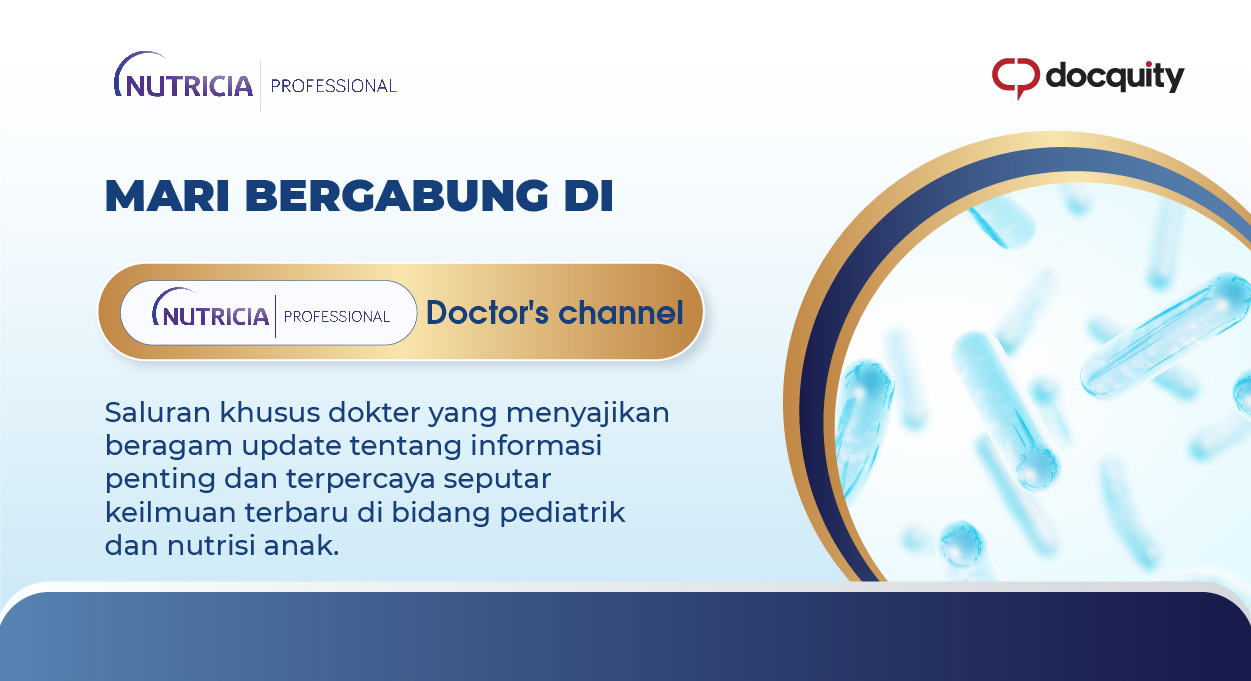 NUTRICIA PROFESSIONAL
docquity
MARI BERGABUNG DI
NUTRICIA PROFESSIONAL Doctor's channel
Saluran khusus dokter yang menyajikan
beragam update tentang informasi
penting dan terpercaya seputar
keilmuan terbaru di bidang pediatrik
dan nutrisi anak.